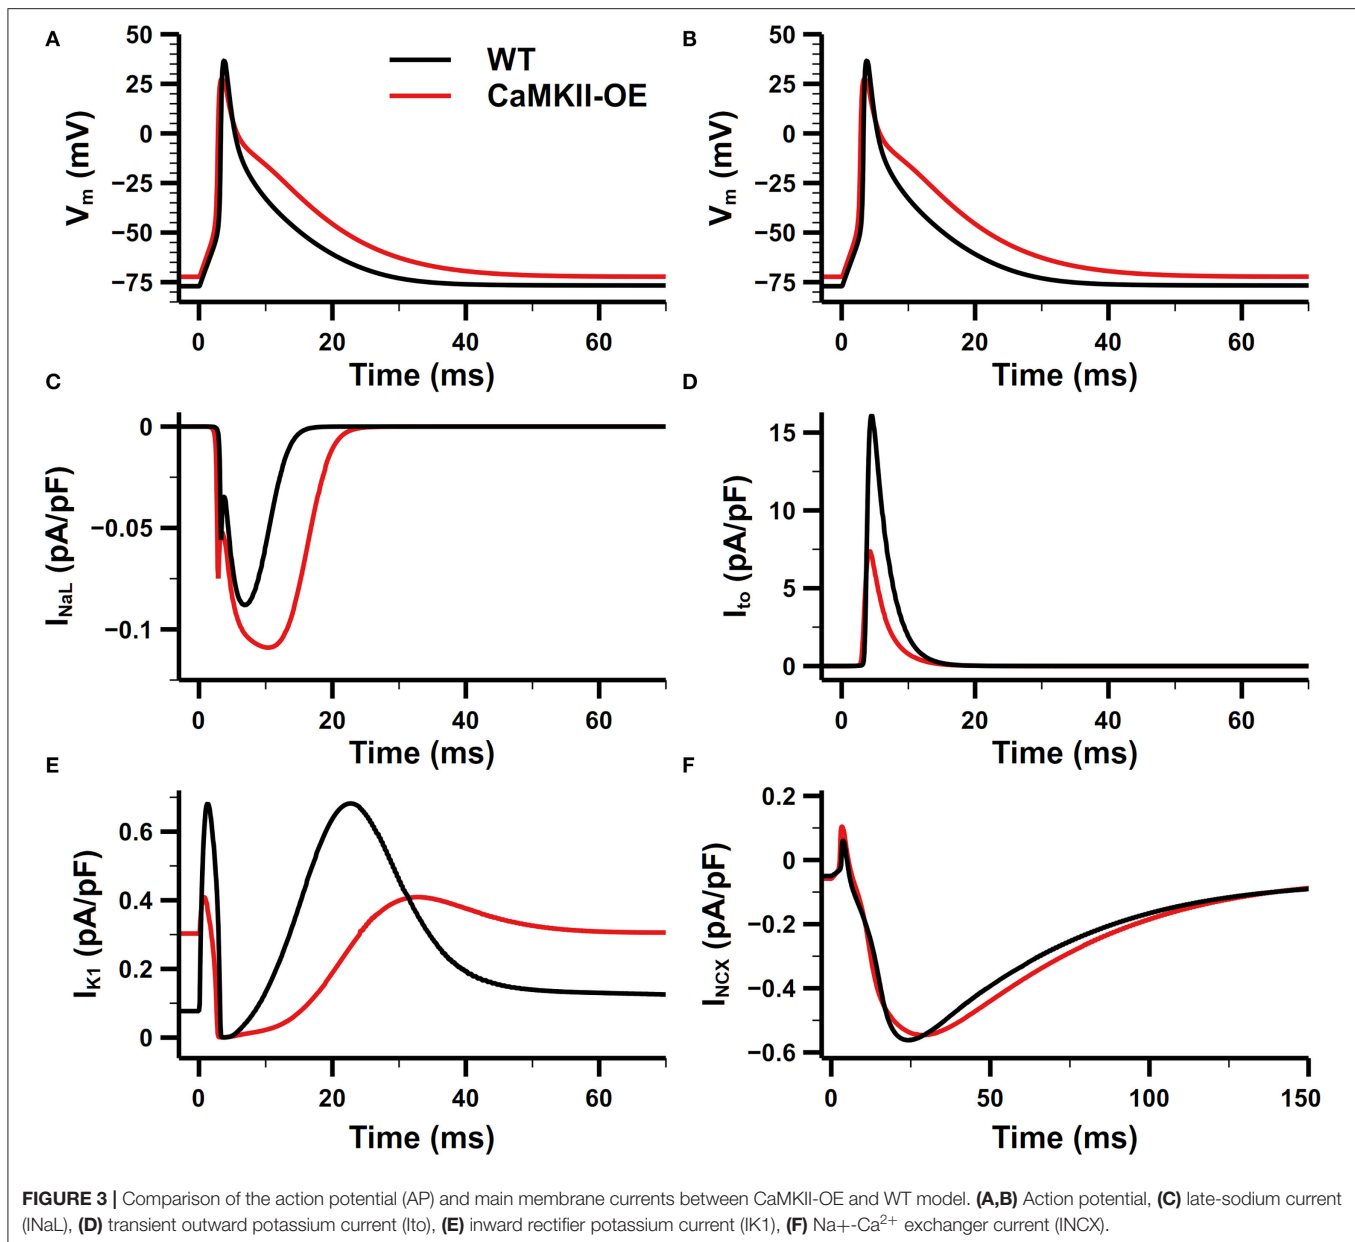 A
50
25
0
−25
−50
−75
V_m (mV)
0 20 40 60
Time (ms)
WT
CaMKII-OE
B
50
25
0
−25
−50
−75
V_m (mV)
0 20 40 60
Time (ms)
C
0
−0.05
−0.1
I_NaL (pA/pF)
0 20 40 60
Time (ms)
D
15
10
5
0
I_to (pA/pF)
0 20 40 60
Time (ms)
E
0.6
0.4
0.2
0
I_K1 (pA/pF)
0 20 40 60
Time (ms)
F
0.2
0
−0.2
−0.4
−0.6
I_NCX (pA/pF)
0 50 100 150
Time (ms)
FIGURE 3 | Comparison of the action potential (AP) and main membrane currents between CaMKII-OE and WT model. (A,B) Action potential, (C) late-sodium current
(INaL), (D) transient outward potassium current (Ito), (E) inward rectifier potassium current (IK1), (F) Na+-Ca²⁺ exchanger current (INCX).